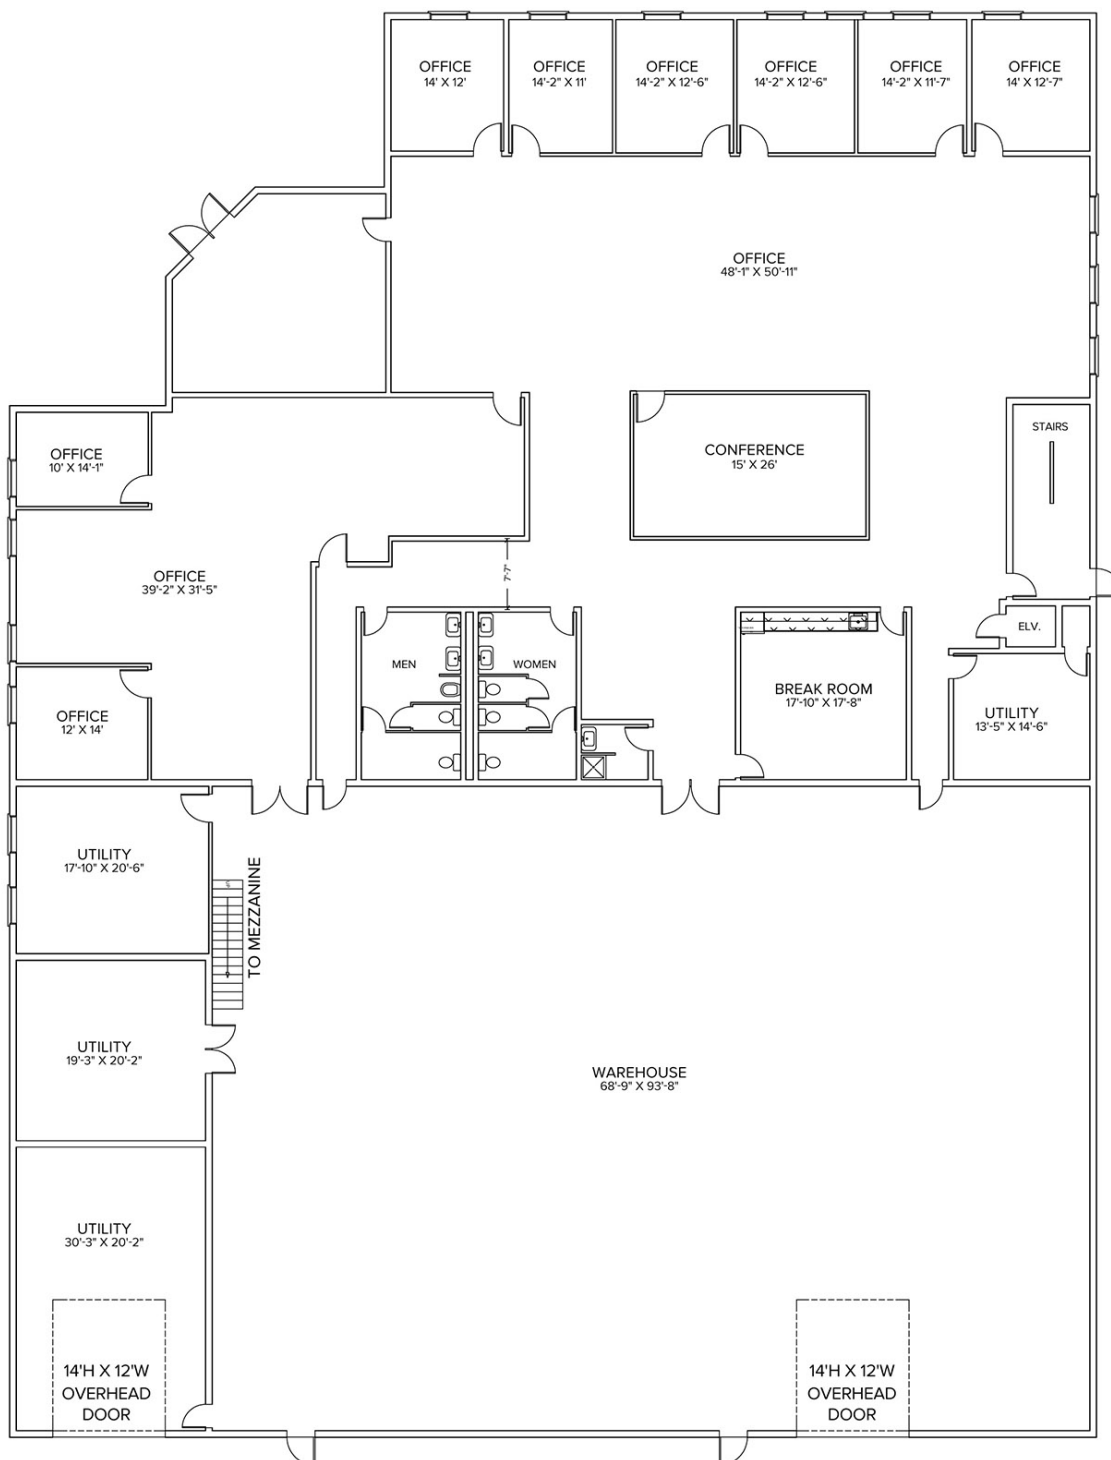 OFFICE
14' X 12'
OFFICE
14'-2" X 11'
OFFICE
14'-2" X 12'-6"
OFFICE
14'-2" X 12'-6"
OFFICE
14'-2" X 11'-7"
OFFICE
14' X 12'-7"
OFFICE
48'-1" X 50'-11"
STAIRS
CONFERENCE
15' X 26'
OFFICE
10' X 14'-1"
OFFICE
39'-2" X 31'-5"
7'-7"
ELV.
MEN
WOMEN
BREAK ROOM
17'-10" X 17'-8"
OFFICE
12' X 14'
UTILITY
13'-5" X 14'-6"
UTILITY
17'-10" X 20'-6"
TO MEZZANINE
UTILITY
19'-3" X 20'-2"
WAREHOUSE
68'-9" X 93'-8"
UTILITY
30'-3" X 20'-2"
14'H X 12'W
OVERHEAD
DOOR
14'H X 12'W
OVERHEAD
DOOR